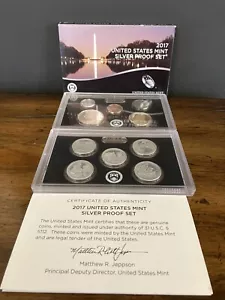 2017
UNITED STATES MINT
SILVER PROOF SET
CERTIFICATE OF AUTHENTICITY
2017 UNITED STATES MINT
SILVER PROOF SET
The United States Mint certifies that these are genuine
coins, minted and issued under authority of 31 U.S.C. §
5112. These coins were minted by the United States Mint
and are legal tender of the United States.
Matthew R. Jeppson
Principal Deputy Director, United States Mint